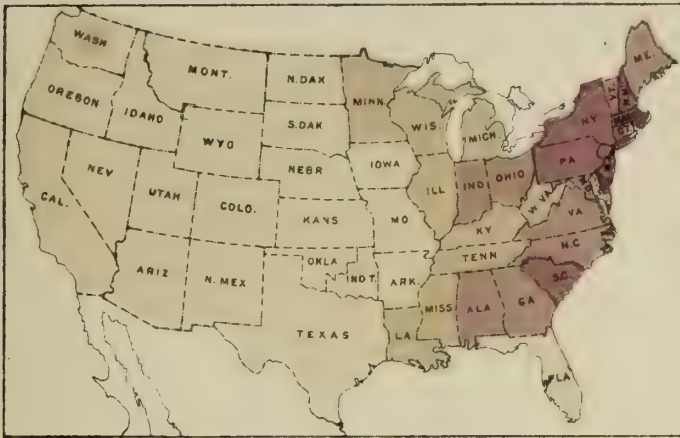 WASH
MONT.
N.DAK
MINN.
ME.
OREGON
IDAHO
S.DAK
WIS.
MICH.
VT.
N.H.
NY
WYO
NEBR
IOWA
PA
NEV
UTAH
COLO.
ILL
IND
OHIO
CAL.
KANS
MO
W.VA
VA
KY
N.C
TENN
OKLA
IND T.
ARK.
S.C.
ARIZ
N.MEX
MISS
ALA
GA
TEXAS
LA
FLA